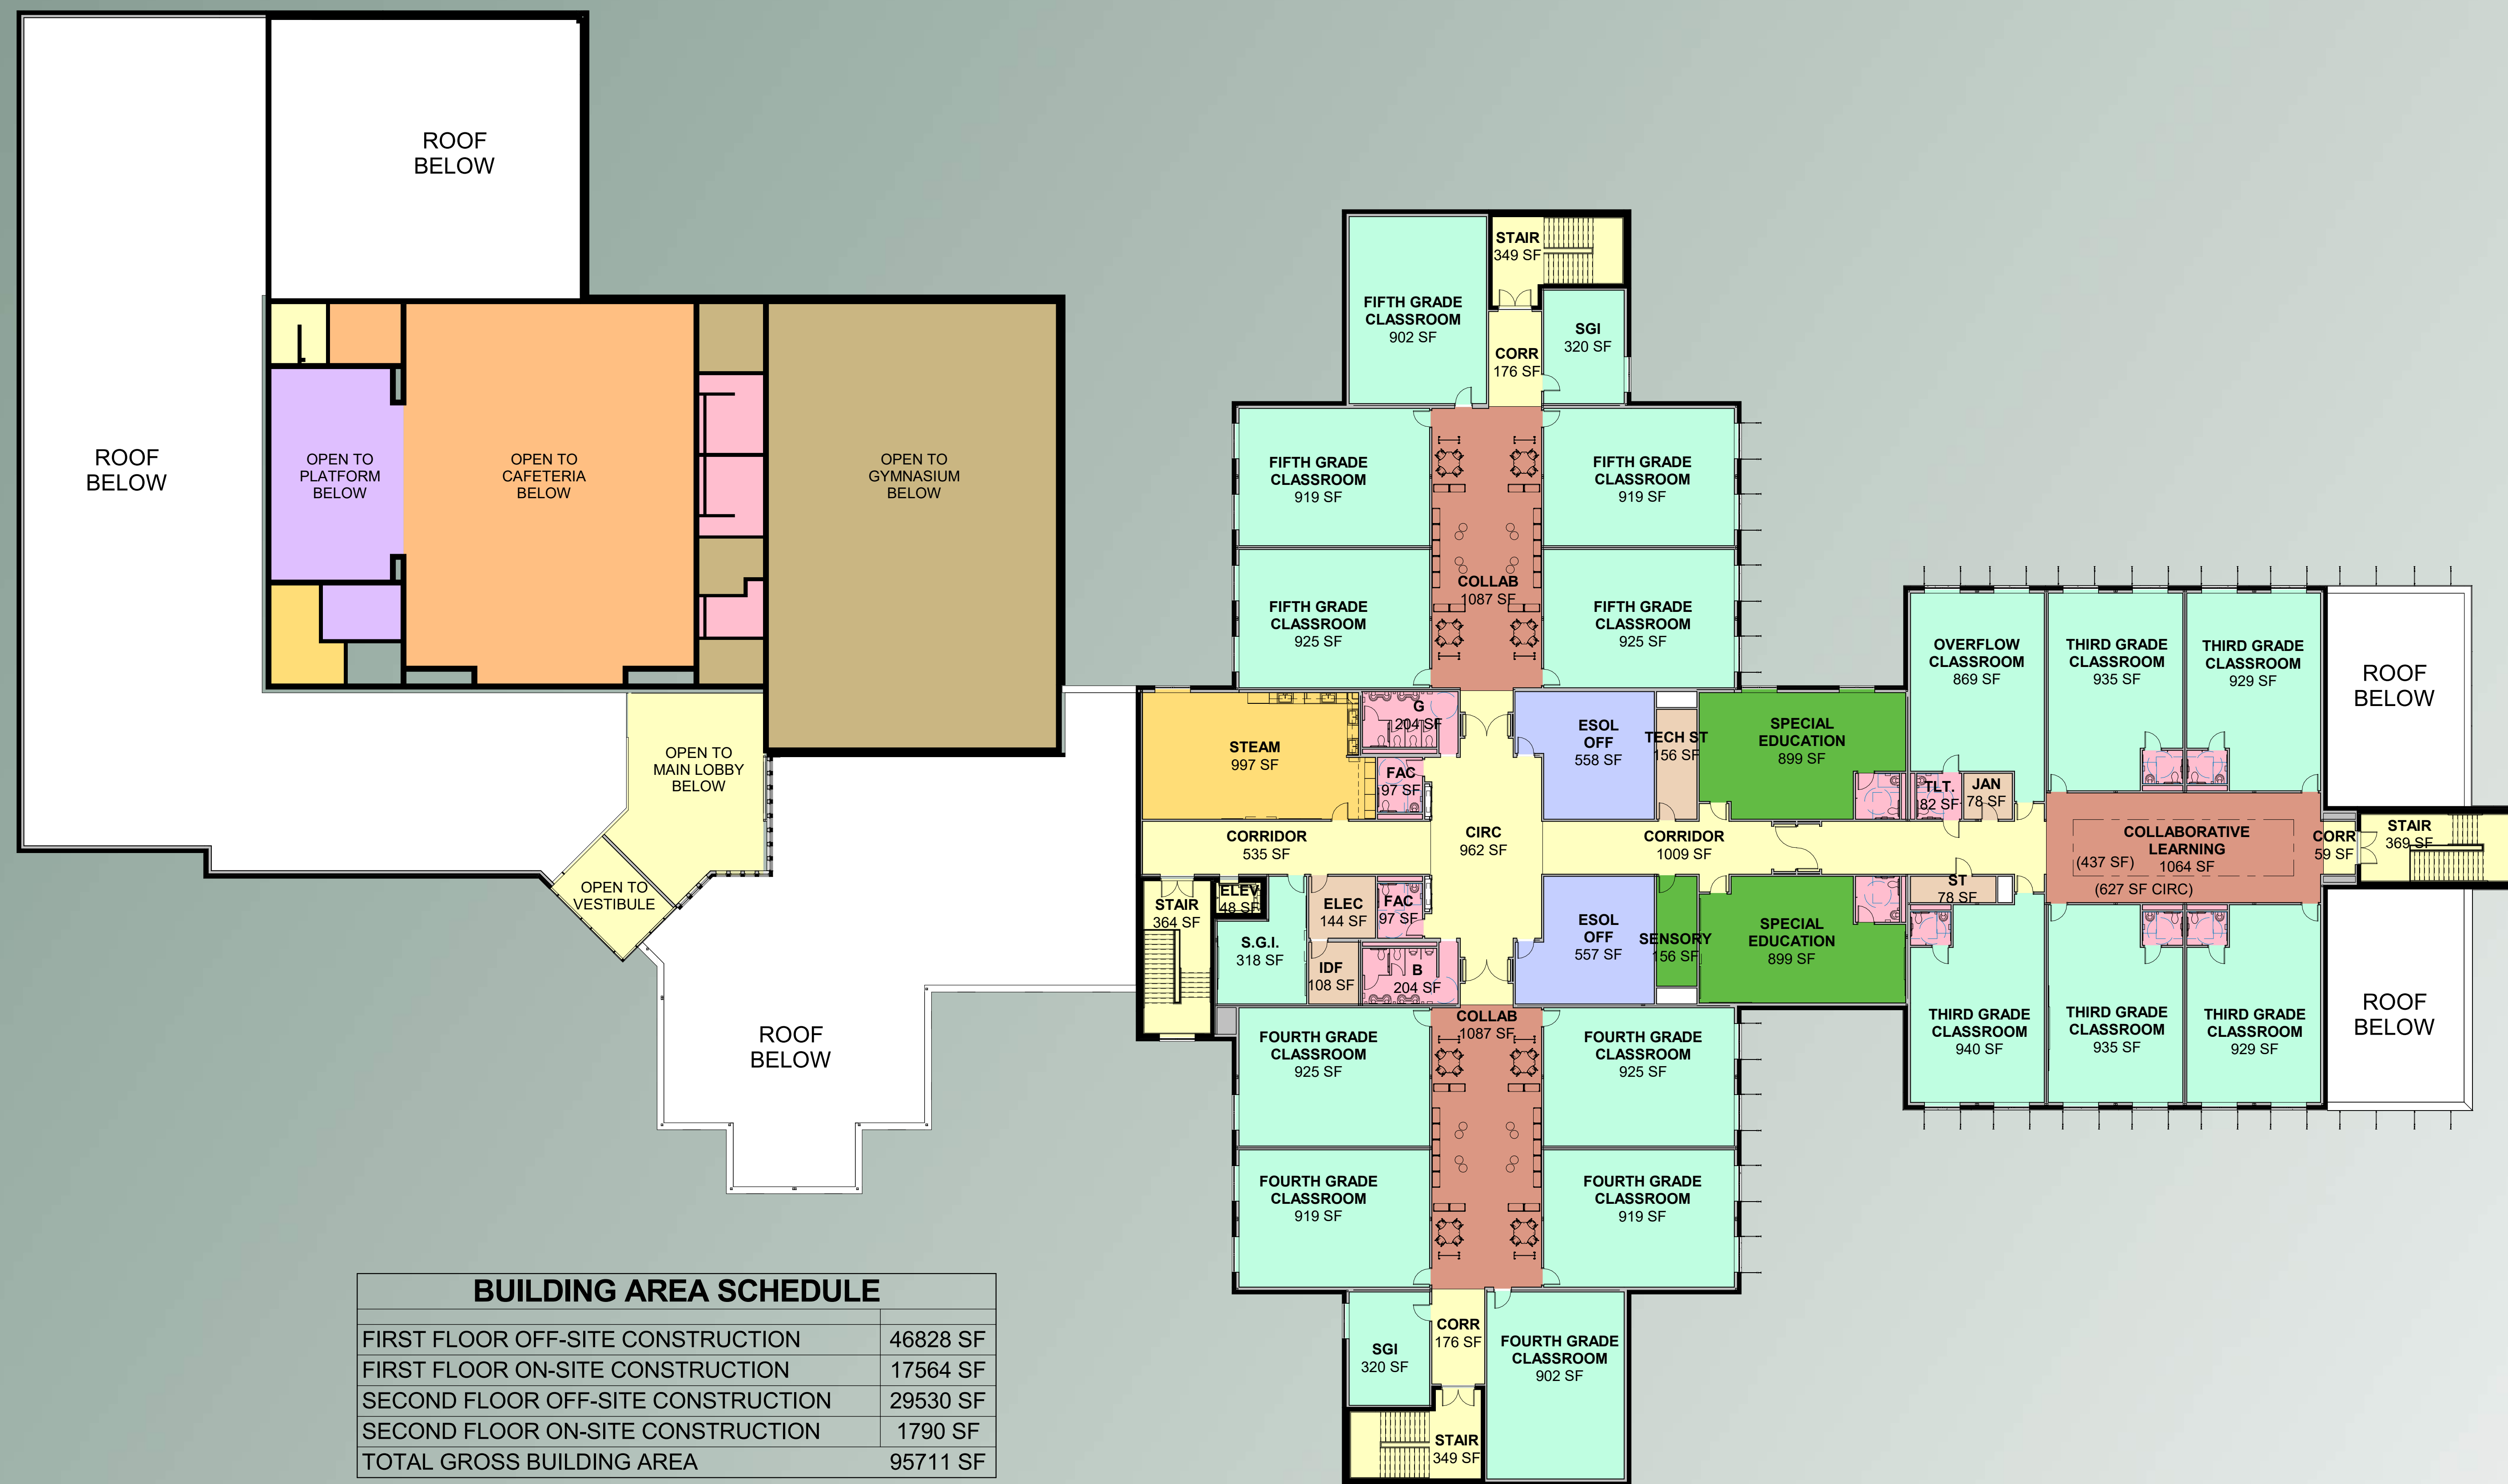 ROOF
BELOW
ROOF
BELOW
OPEN TO
PLATFORM
BELOW
OPEN TO
CAFETERIA
BELOW
OPEN TO
GYMNASIUM
BELOW
OPEN TO
MAIN LOBBY
BELOW
OPEN TO
VESTIBULE
ROOF
BELOW
FIFTH GRADE
CLASSROOM
902 SF
STAIR
349 SF
CORR
176 SF
SGI
320 SF
FIFTH GRADE
CLASSROOM
919 SF
FIFTH GRADE
CLASSROOM
919 SF
FIFTH GRADE
CLASSROOM
925 SF
COLLAB
1087 SF
FIFTH GRADE
CLASSROOM
925 SF
STEAM
997 SF
G
204 SF
FAC
97 SF
ESOL
OFF
558 SF
TECH ST
156 SF
SPECIAL
EDUCATION
899 SF
OVERFLOW
CLASSROOM
869 SF
THIRD GRADE
CLASSROOM
935 SF
THIRD GRADE
CLASSROOM
929 SF
ROOF
BELOW
TLT.
82 SF
JAN
78 SF
CORRIDOR
535 SF
CIRC
962 SF
CORRIDOR
1009 SF
COLLABORATIVE
LEARNING
(437 SF) 1064 SF
(627 SF CIRC)
CORR
59 SF
STAIR
369 SF
STAIR
364 SF
ELEV
48 SF
S.G.I.
318 SF
ELEC
144 SF
IDF
108 SF
FAC
97 SF
B
204 SF
ESOL
OFF
557 SF
SENSORY
156 SF
SPECIAL
EDUCATION
899 SF
ST
78 SF
THIRD GRADE
CLASSROOM
940 SF
THIRD GRADE
CLASSROOM
935 SF
THIRD GRADE
CLASSROOM
929 SF
ROOF
BELOW
FOURTH GRADE
CLASSROOM
925 SF
COLLAB
1087 SF
FOURTH GRADE
CLASSROOM
925 SF
FOURTH GRADE
CLASSROOM
919 SF
FOURTH GRADE
CLASSROOM
919 SF
SGI
320 SF
CORR
176 SF
FOURTH GRADE
CLASSROOM
902 SF
STAIR
349 SF
BUILDING AREA SCHEDULE
FIRST FLOOR OFF-SITE CONSTRUCTION 46828 SF
FIRST FLOOR ON-SITE CONSTRUCTION 17564 SF
SECOND FLOOR OFF-SITE CONSTRUCTION 29530 SF
SECOND FLOOR ON-SITE CONSTRUCTION 1790 SF
TOTAL GROSS BUILDING AREA 95711 SF